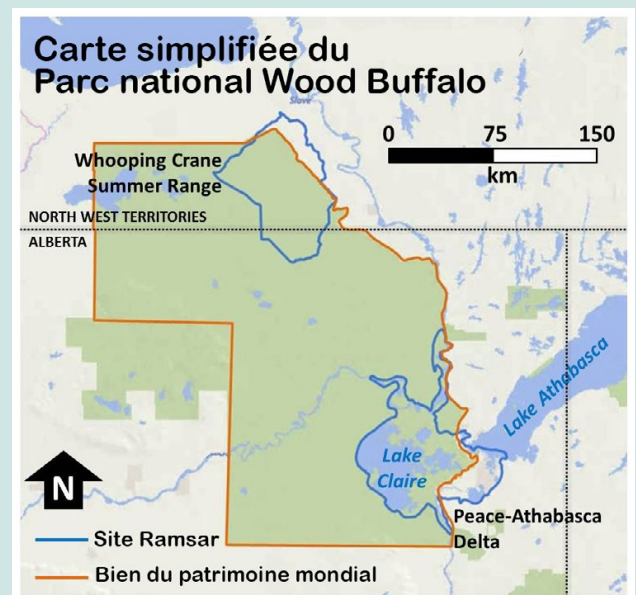 Carte simplifiée du
Parc national Wood Buffalo
Slave
0 75 150
km
Whooping Crane
Summer Range
NORTH WEST TERRITORIES
ALBERTA
Lake Athabasca
Lake
Claire
N
Peace-Athabasca
Delta
Site Ramsar
Bien du patrimoine mondial